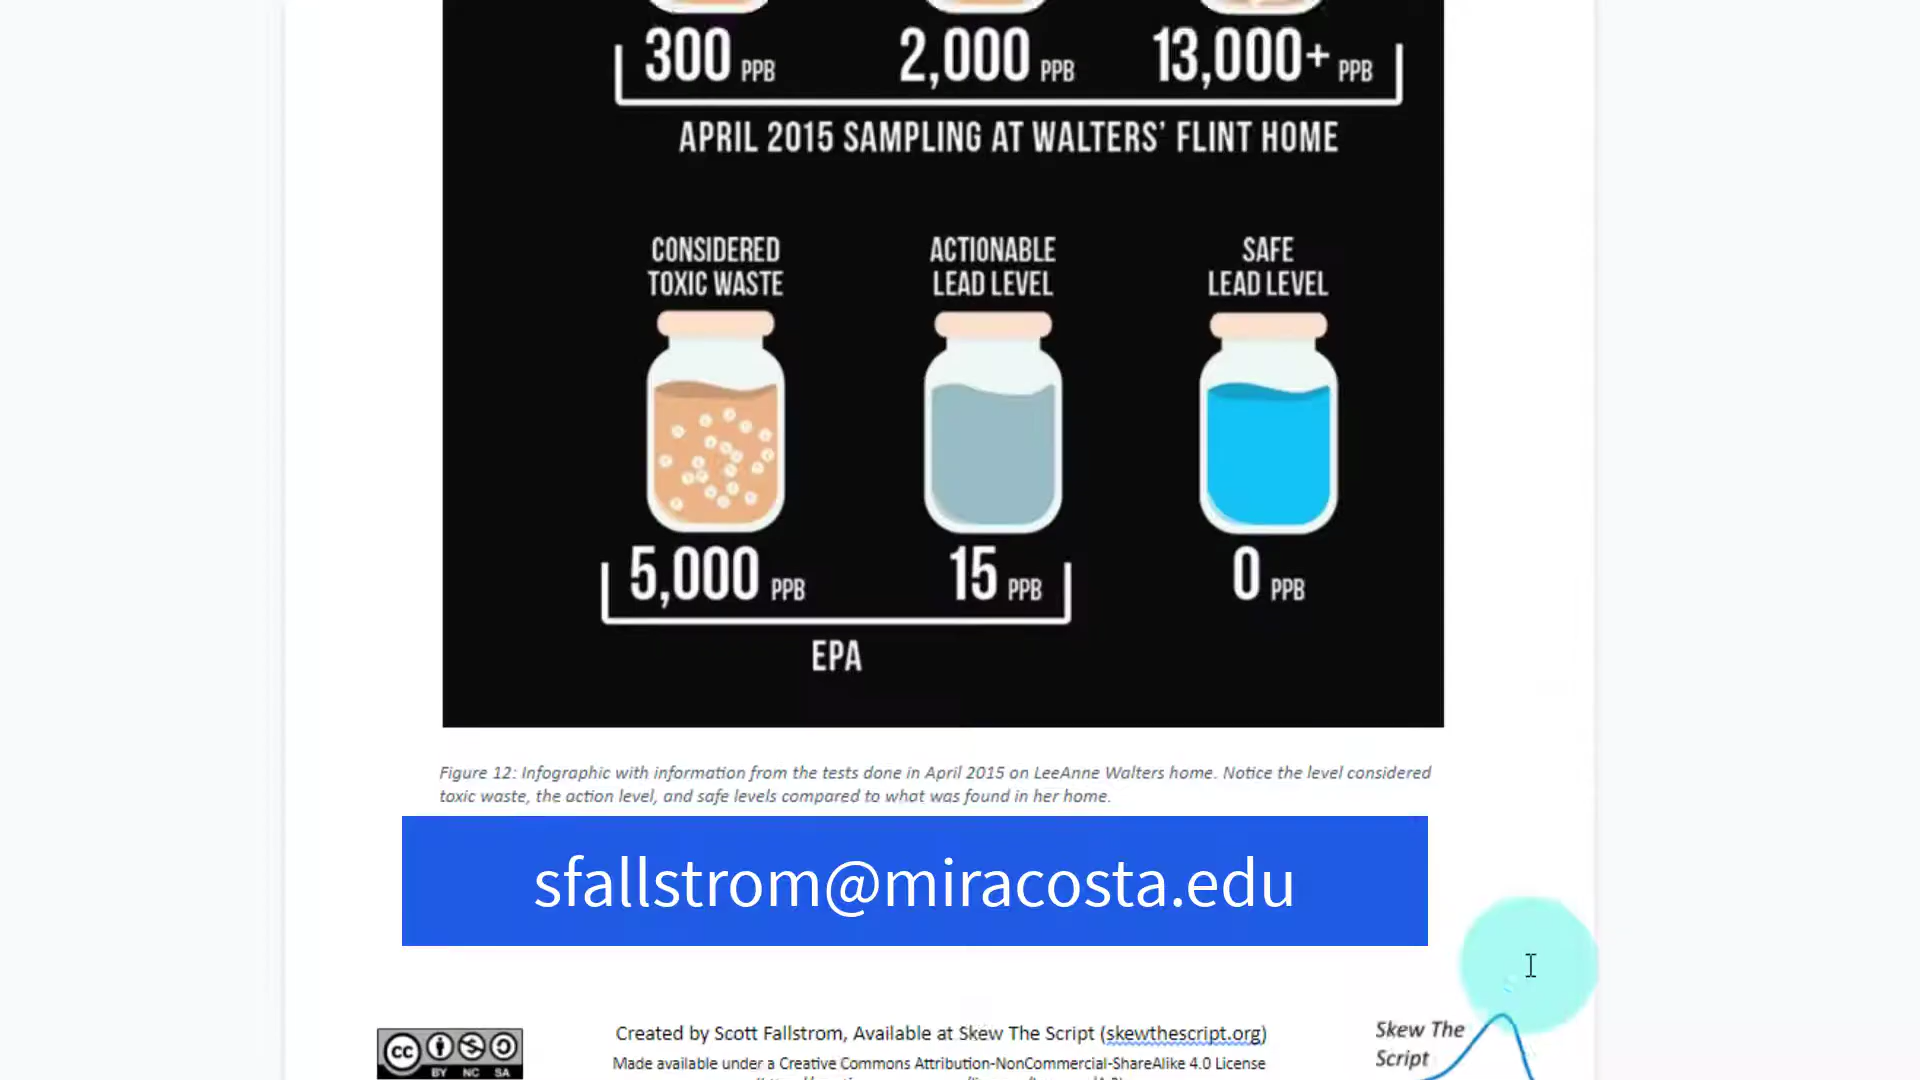 300 PPB 2,000 PPB 13,000+ PPB
APRIL 2015 SAMPLING AT WALTERS' FLINT HOME
CONSIDERED
TOXIC WASTE
ACTIONABLE
LEAD LEVEL
SAFE
LEAD LEVEL
5,000 PPB 15 PPB 0 PPB
EPA
Figure 12: Infographic with information from the tests done in April 2015 on LeeAnne Walters home. Notice the level considered
toxic waste, the action level, and safe levels compared to what was found in her home.
sfallstrom@miracosta.edu
cc BY NC SA
Created by Scott Fallstrom, Available at Skew The Script (skewthescript.org)
Made available under a Creative Commons Attribution-NonCommercial-ShareAlike 4.0 License
Skew The
Script